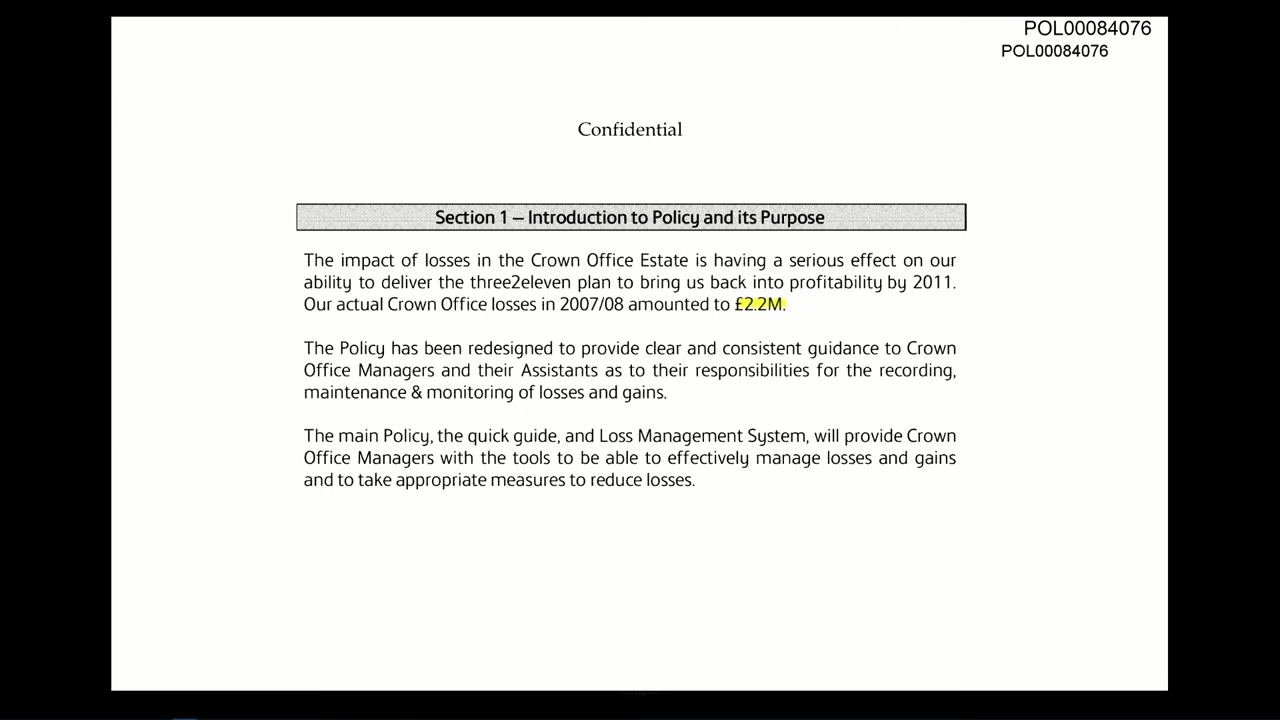 POL00084076
POL00084076
Confidential
Section 1 – Introduction to Policy and its Purpose
The impact of losses in the Crown Office Estate is having a serious effect on our
ability to deliver the three2eleven plan to bring us back into profitability by 2011.
Our actual Crown Office losses in 2007/08 amounted to £2.2M.
The Policy has been redesigned to provide clear and consistent guidance to Crown
Office Managers and their Assistants as to their responsibilities for the recording,
maintenance & monitoring of losses and gains.
The main Policy, the quick guide, and Loss Management System, will provide Crown
Office Managers with the tools to be able to effectively manage losses and gains
and to take appropriate measures to reduce losses.